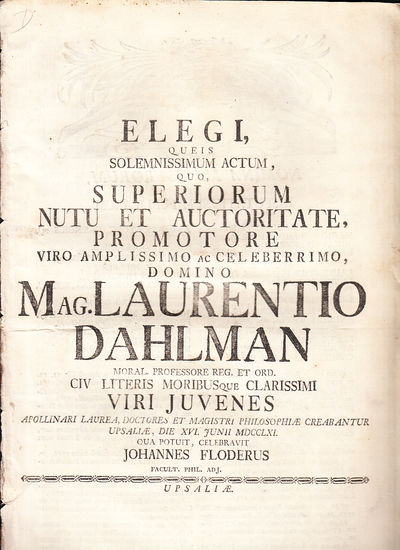 ELEGI,
QUEIS
SOLEMNISSIMUM ACTUM,
QUO,
SUPERIORUM
NUTU ET AUCTORITATE,
PROMOTORE
VIRO AMPLISSIMO AC CELEBERRIMO,
DOMINO
MAG. LAURENTIO
DAHLMAN
MORAL. PROFESSORE REG. ET ORD.
CIV LITERIS MORIBUSQUE CLARISSIMI
VIRI JUVENES
APOLLINARI LAUREA, DOCTORES ET MAGISTRI PHILOSOPHIÆ CREABANTUR
UPSALIÆ, DIE XVI. JUNII MDCCLXI.
QUA POTUIT, CELEBRAVIT
JOHANNES FLODERUS
FACULT. PHIL. ADJ.
UPSALIÆ.